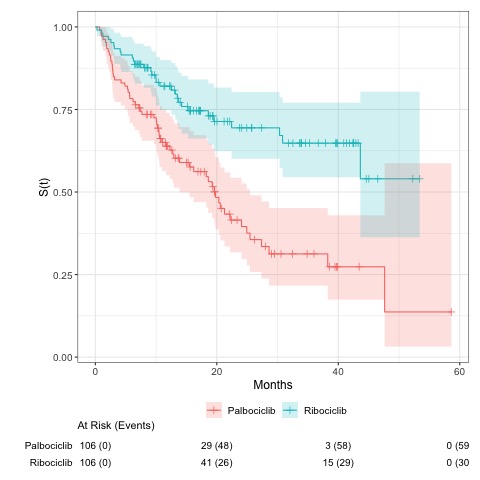 1.00
0.75
0.50
0.25
0.00
S(t)
0 20 40 60
Months
Palbociclib Ribociclib
At Risk (Events)
Palbociclib 106 (0) 29 (48) 3 (58) 0 (59
Ribociclib 106 (0) 41 (26) 15 (29) 0 (30